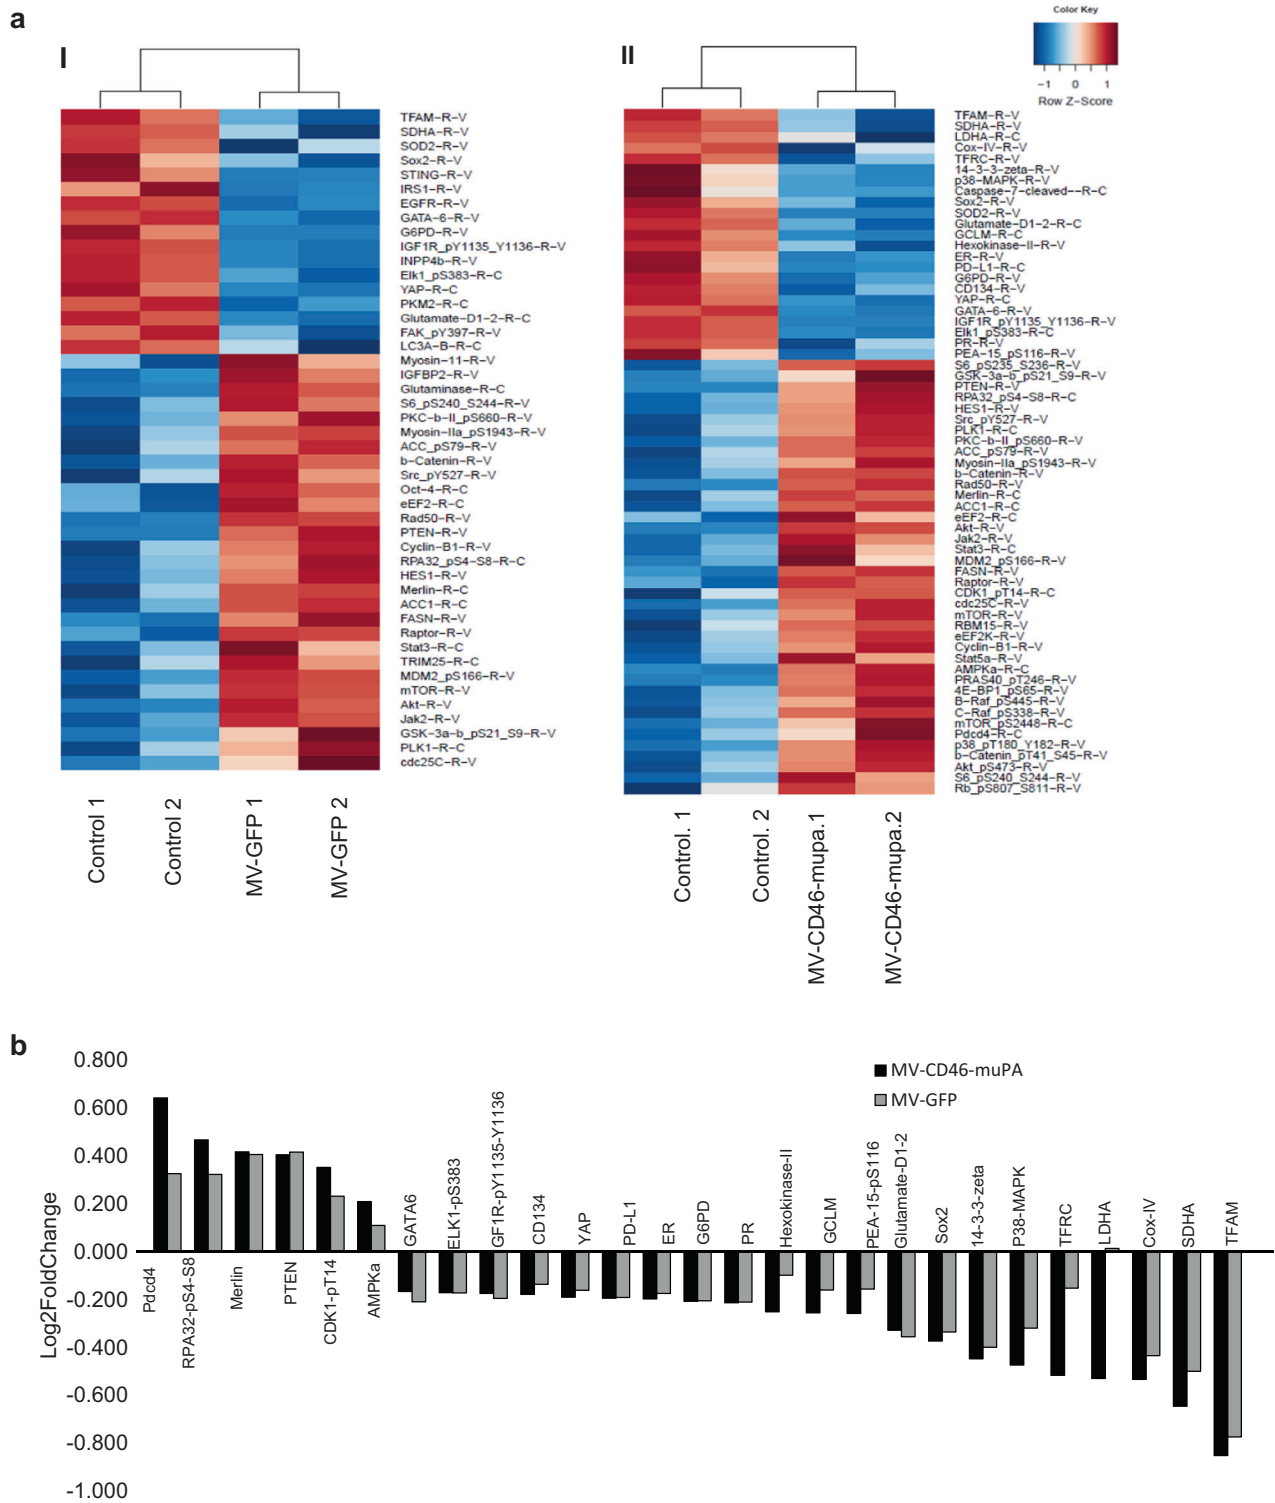 a
I
II
Color Key
−1 0 1
Row Z−Score
TFAM−R−V
SDHA−R−V
SOD2−R−V
Sox2−R−V
STING−R−V
IRS1−R−V
EGFR−R−V
GATA−6−R−V
G6PD−R−V
IGF1R_pY1135_Y1136−R−V
INPP4b−R−V
Elk1_pS383−R−C
YAP−R−C
PKM2−R−C
Glutamate−D1−2−R−C
FAK_pY397−R−V
LC3A−B−R−C
Myosin−11−R−V
IGFBP2−R−V
Glutaminase−R−C
S6_pS240_S244−R−V
PKC−b−II_pS660−R−V
Myosin−IIa_pS1943−R−V
ACC_pS79−R−V
b−Catenin−R−V
Src_pY527−R−V
Oct−4−R−C
eEF2−R−C
Rad50−R−V
PTEN−R−V
Cyclin−B1−R−V
RPA32_pS4−S8−R−C
HES1−R−V
Merlin−R−C
ACC1−R−C
FASN−R−V
Raptor−R−V
Stat3−R−C
TRIM25−R−C
MDM2_pS166−R−V
mTOR−R−V
Akt−R−V
Jak2−R−V
GSK−3a−b_pS21_S9−R−V
PLK1−R−C
cdc25C−R−V
Control 1
Control 2
MV-GFP 1
MV-GFP 2
TFAM−R−V
SDHA−R−V
LDHA−R−C
Cox−IV−R−V
TFRC−R−V
14−3−3−zeta−R−V
p38−MAPK−R−V
Caspase−7−cleaved−−R−C
Sox2−R−V
SOD2−R−V
Glutamate−D1−2−R−C
GCLM−R−C
Hexokinase−II−R−V
ER−R−V
PD−L1−R−C
G6PD−R−V
CD134−R−V
YAP−R−C
GATA−6−R−V
IGF1R_pY1135_Y1136−R−V
Elk1_pS383−R−C
PR−R−V
PEA−15_pS116−R−V
S6_pS235_S236−R−V
GSK−3a−b_pS21_S9−R−V
PTEN−R−V
RPA32_pS4−S8−R−C
HES1−R−V
Src_pY527−R−V
PLK1−R−C
PKC−b−II_pS660−R−V
ACC_pS79−R−V
Myosin−IIa_pS1943−R−V
b−Catenin−R−V
Rad50−R−V
Merlin−R−C
ACC1−R−C
eEF2−R−C
Akt−R−V
Jak2−R−V
Stat3−R−C
MDM2_pS166−R−V
FASN−R−V
Raptor−R−V
CDK1_pT14−R−C
cdc25C−R−V
mTOR−R−V
RBM15−R−V
eEF2K−R−V
Cyclin−B1−R−V
Stat5a−R−V
AMPKa−R−C
PRAS40_pT246−R−V
4E−BP1_pS65−R−V
B−Raf_pS445−R−V
C−Raf_pS338−R−V
mTOR_pS2448−R−C
Pdcd4−R−C
p38_pT180_Y182−R−V
b−Catenin_pT41_S45−R−V
Akt_pS473−R−V
S6_pS240_S244−R−V
Rb_pS807_S811−R−V
Control. 1
Control. 2
MV-CD46-mupa.1
MV-CD46-mupa.2
b
Log2FoldChange
0.800
0.600
0.400
0.200
0.000
-0.200
-0.400
-0.600
-0.800
-1.000
MV-CD46-muPA
MV-GFP
Pdcd4
RPA32-pS4-S8
Merlin
PTEN
CDK1-pT14
AMPKa
GATA6
ELK1-pS383
GF1R-pY1135-Y1136
CD134
YAP
PD-L1
ER
G6PD
PR
Hexokinase-II
GCLM
PEA-15-pS116
Glutamate-D1-2
Sox2
14-3-3-zeta
P38-MAPK
TFRC
LDHA
Cox-IV
SDHA
TFAM